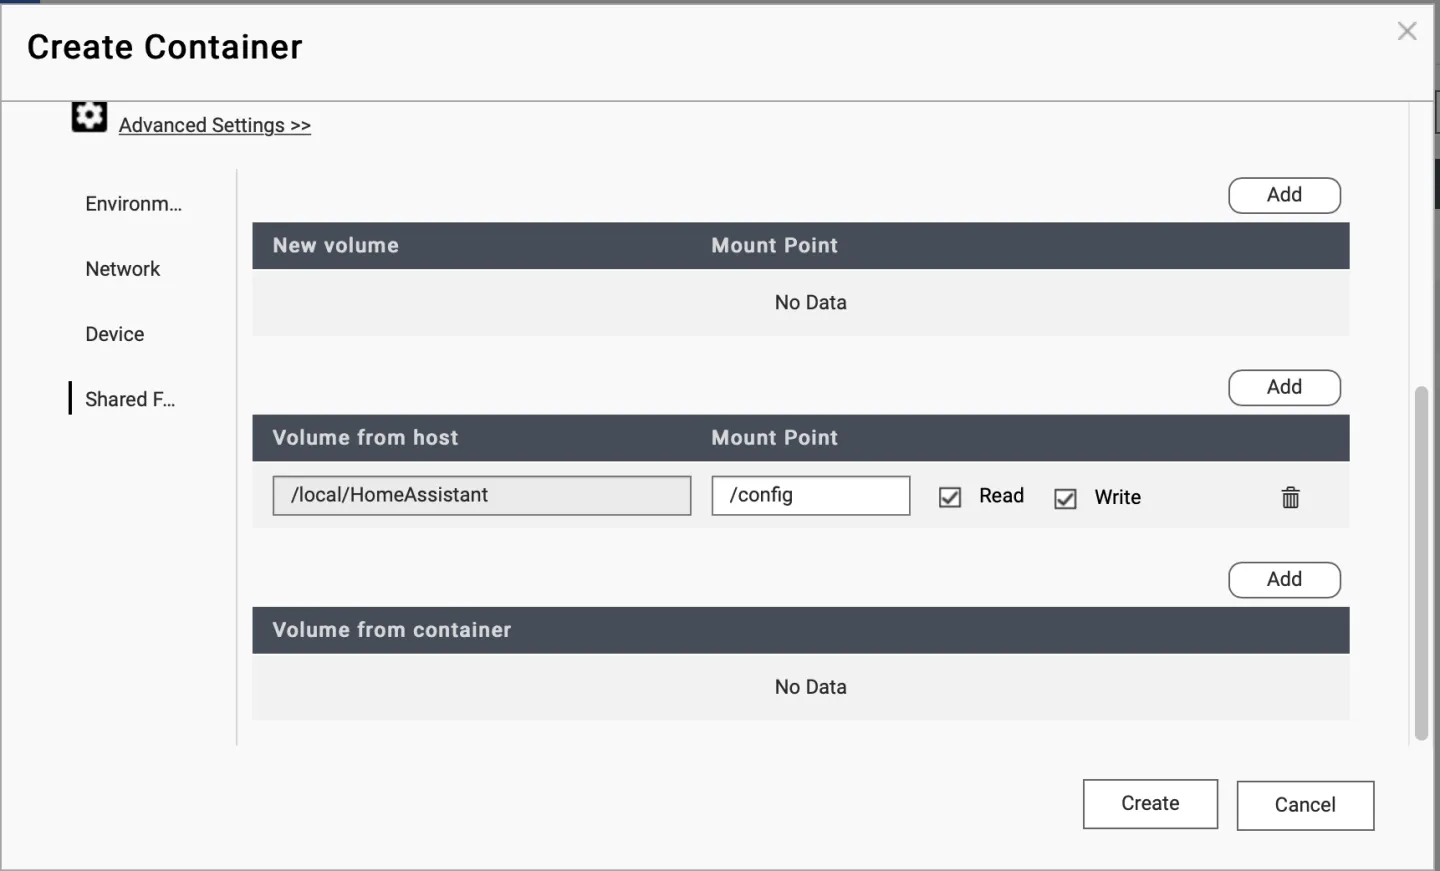 Create Container
Advanced Settings >>
Environm...
Network
Device
Shared F...
Add
New volume Mount Point
No Data
Add
Volume from host Mount Point
/local/HomeAssistant /config Read Write
Add
Volume from container
No Data
Create Cancel